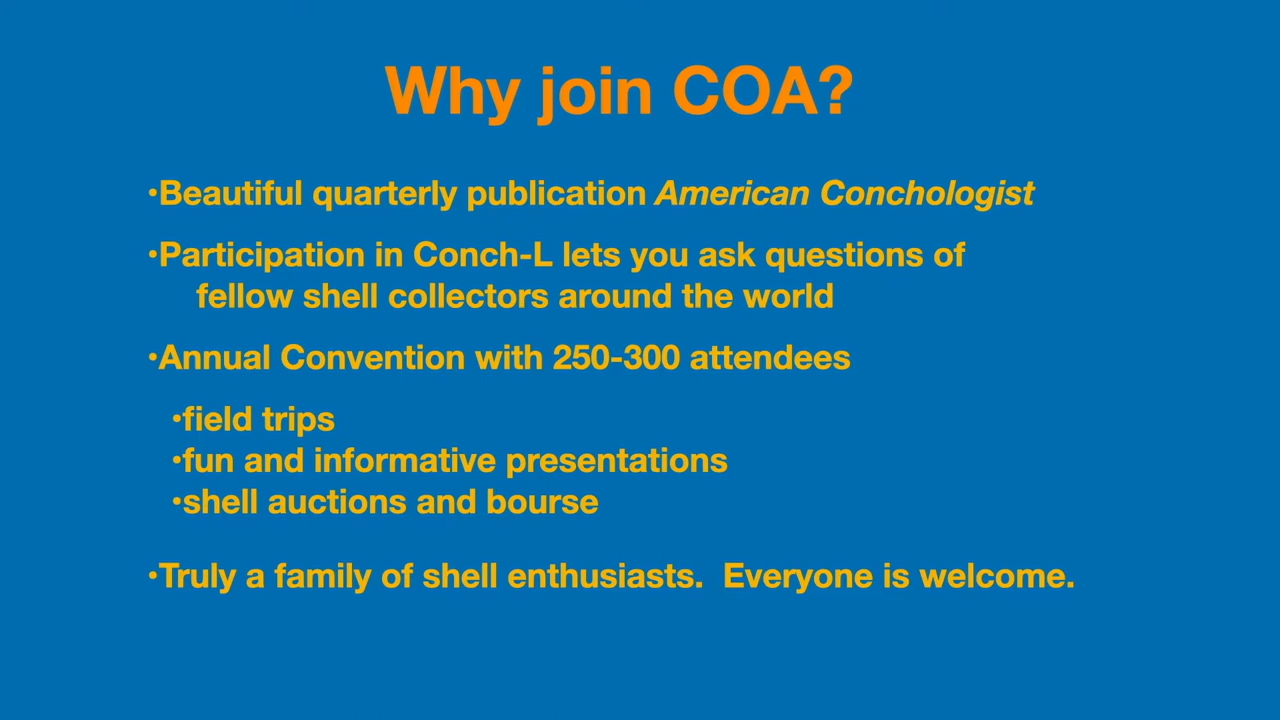 Why join COA?
•Beautiful quarterly publication American Conchologist
•Participation in Conch-L lets you ask questions of
fellow shell collectors around the world
•Annual Convention with 250-300 attendees
•field trips
•fun and informative presentations
•shell auctions and bourse
•Truly a family of shell enthusiasts.  Everyone is welcome.